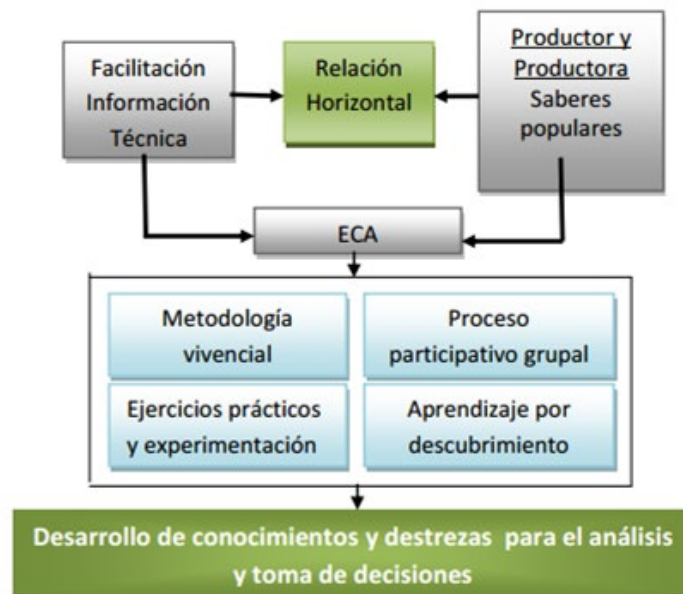 Facilitación
Información
Técnica
Relación
Horizontal
Productor y
Productora
Saberes
populares
ECA
Metodología
vivencial
Proceso
participativo grupal
Ejercicios prácticos
y experimentación
Aprendizaje por
descubrimiento
Desarrollo de conocimientos y destrezas para el análisis
y toma de decisiones